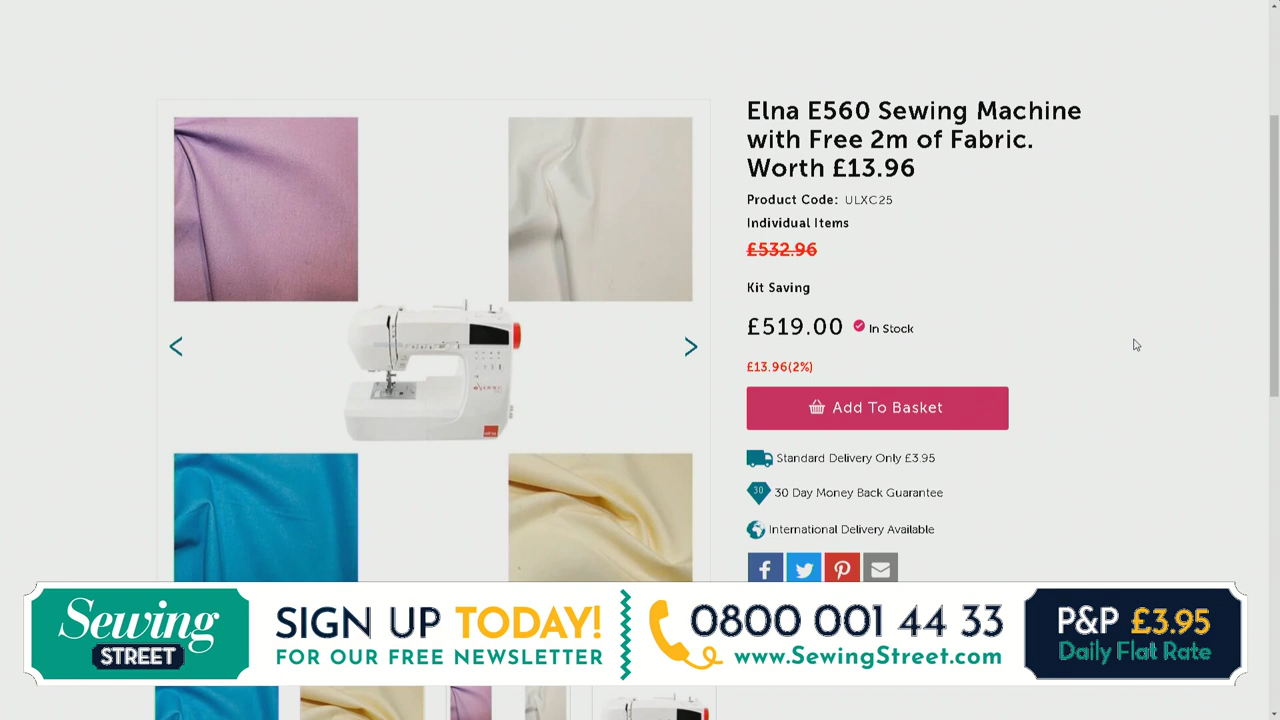 Elna E560 Sewing Machine
with Free 2m of Fabric.
Worth £13.96
Product Code: ULXC25
Individual Items
£532.96
Kit Saving
£519.00 In Stock
£13.96(2%)
Add To Basket
Standard Delivery Only £3.95
30 30 Day Money Back Guarantee
International Delivery Available
Sewing
STREET
SIGN UP TODAY!
FOR OUR FREE NEWSLETTER
0800 001 44 33
www.SewingStreet.com
P&P £3.95
Daily Flat Rate